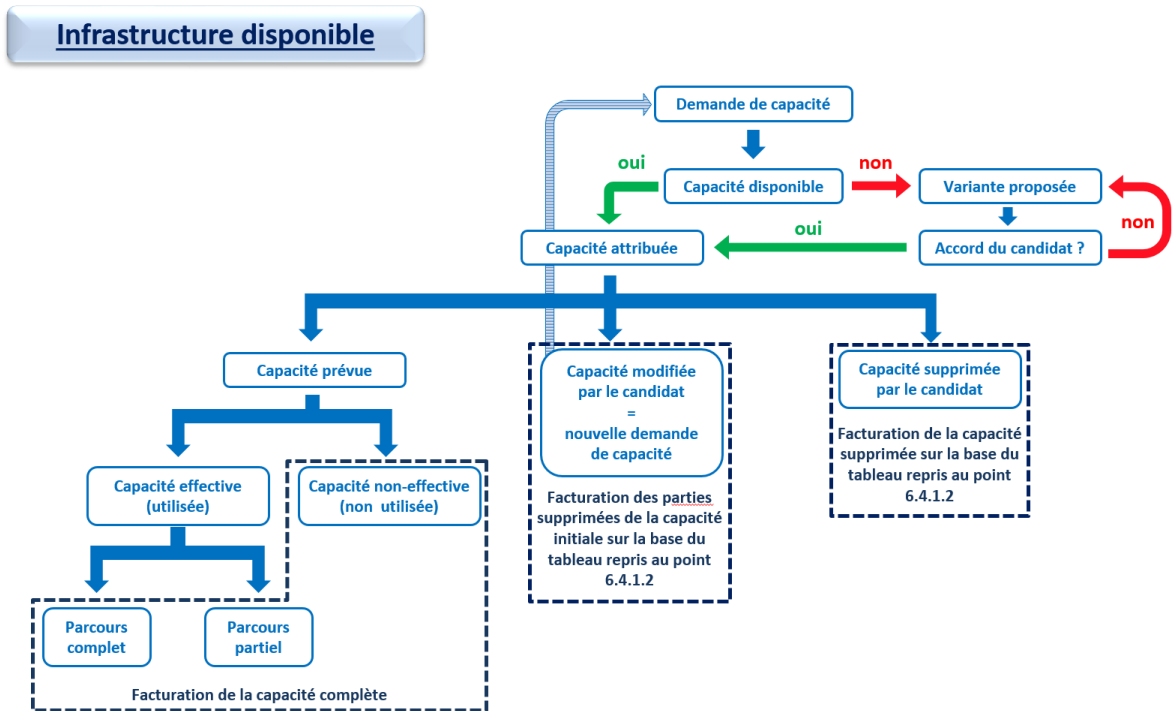 Infrastructure disponible
Demande de capacité
oui
non
Capacité disponible
Variante proposée
non
oui
Capacité attribuée
Accord du candidat ?
Capacité prévue
Capacité modifiée
par le candidat
=
nouvelle demande
de capacité
Capacité supprimée
par le candidat
Facturation de la capacité
supprimée sur la base du
tableau repris au point
6.4.1.2
Capacité effective
(utilisée)
Capacité non-effective
(non utilisée)
Facturation des parties
supprimées de la capacité
initiale sur la base du
tableau repris au point
6.4.1.2
Parcours
complet
Parcours
partiel
Facturation de la capacité complète